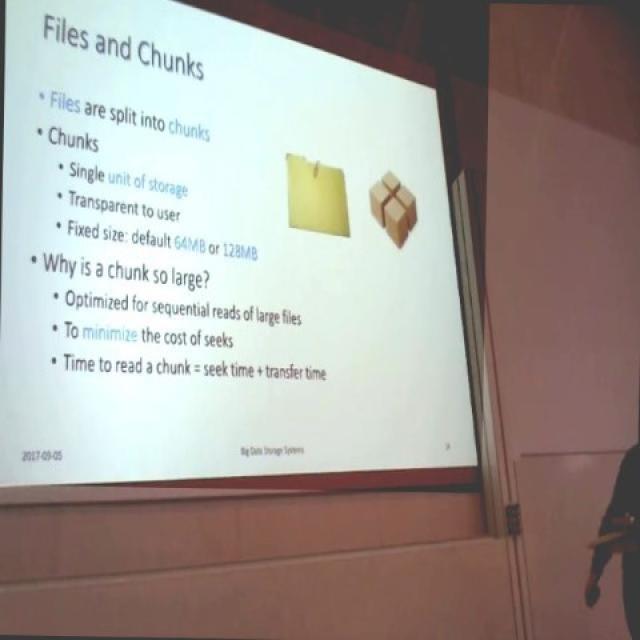 Files and Chunks
• Files are split into chunks
• Chunks
• Single unit of storage
• Transparent to user
• Fixed size: default 64MB or 128MB
• Why is a chunk so large?
• Optimized for sequential reads of large files
• To minimize the cost of seeks
• Time to read a chunk = seek time + transfer time
2017-09-05
Big Data Storage Systems